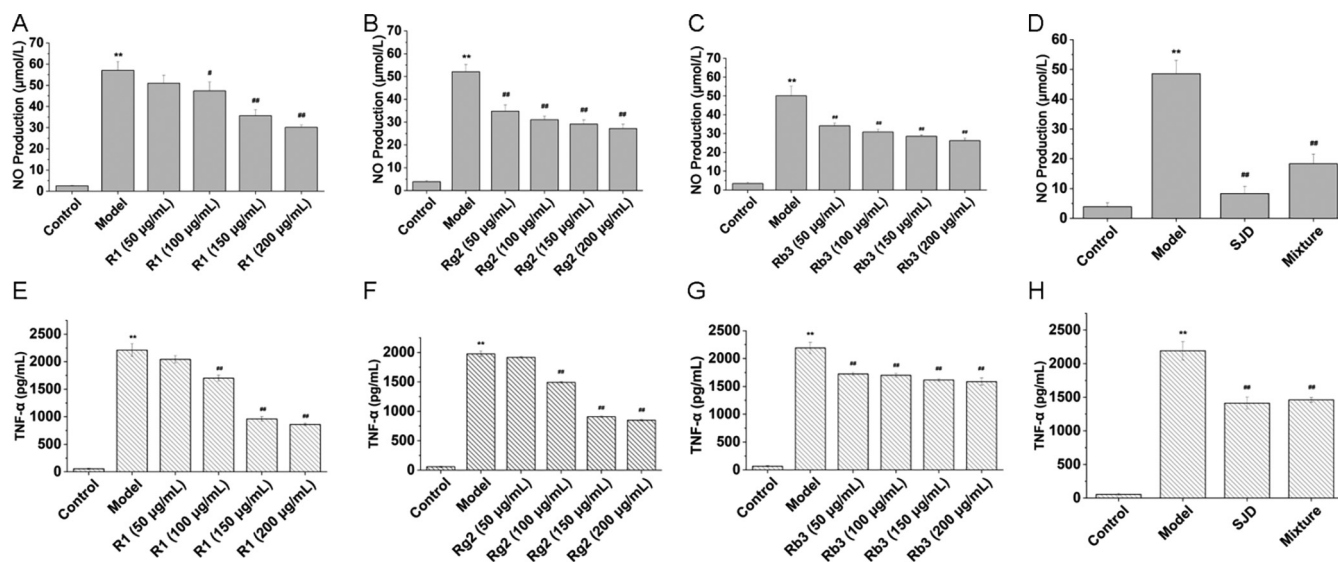 A
NO Production (µmol/L)
70
60
50
40
30
20
10
0
**
#
##
##
Control
Model
R1 (50 µg/mL)
R1 (100 µg/mL)
R1 (150 µg/mL)
R1 (200 µg/mL)
B
NO Production (µmol/L)
70
60
50
40
30
20
10
0
**
##
##
##
##
Control
Model
Rg2 (50 µg/mL)
Rg2 (100 µg/mL)
Rg2 (150 µg/mL)
Rg2 (200 µg/mL)
C
NO Production (µmol/L)
70
60
50
40
30
20
10
0
**
##
##
##
##
Control
Model
Rb3 (50 µg/mL)
Rb3 (100 µg/mL)
Rb3 (150 µg/mL)
Rb3 (200 µg/mL)
D
NO Production (µmol/L)
60
50
40
30
20
10
0
**
##
##
Control
Model
SJD
Mixture
E
TNF-α (pg/mL)
2500
2000
1500
1000
500
0
**
##
##
##
Control
Model
R1 (50 µg/mL)
R1 (100 µg/mL)
R1 (150 µg/mL)
R1 (200 µg/mL)
F
TNF-α (pg/mL)
2000
1500
1000
500
0
**
##
##
##
Control
Model
Rg2 (50 µg/mL)
Rg2 (100 µg/mL)
Rg2 (150 µg/mL)
Rg2 (200 µg/mL)
G
TNF-α (pg/mL)
2500
2000
1500
1000
500
0
**
##
##
##
##
Control
Model
Rb3 (50 µg/mL)
Rb3 (100 µg/mL)
Rb3 (150 µg/mL)
Rb3 (200 µg/mL)
H
TNF-α (pg/mL)
3000
2500
2000
1500
1000
500
0
**
##
##
Control
Model
SJD
Mixture